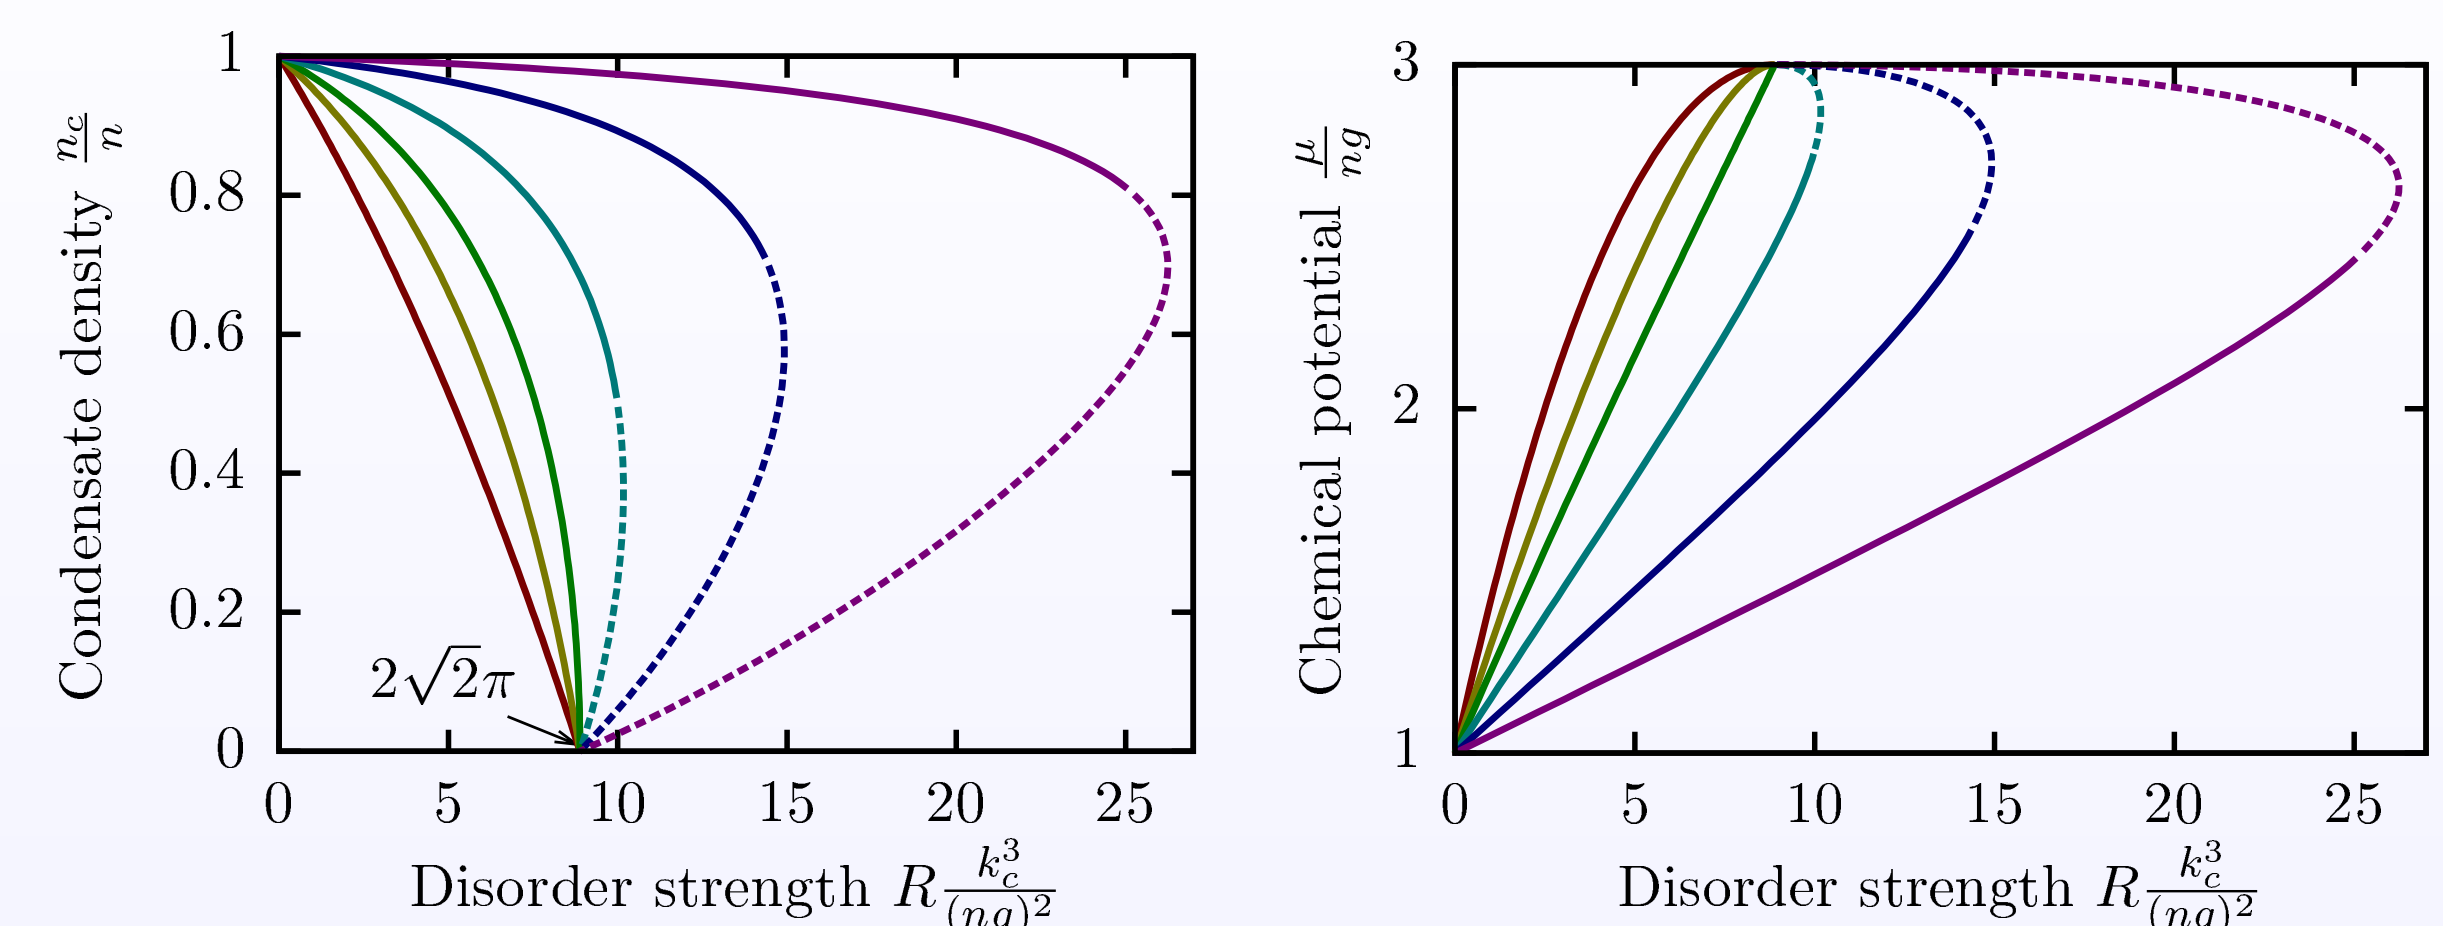 1
0.8
0.6
0.4
0.2
0
Condensate density n_c/n
2√2π
0 5 10 15 20 25
Disorder strength R k_c^3/(ng)^2
3
2
1
Chemical potential μ/ng
0 5 10 15 20 25
Disorder strength R k_c^3/(ng)^2